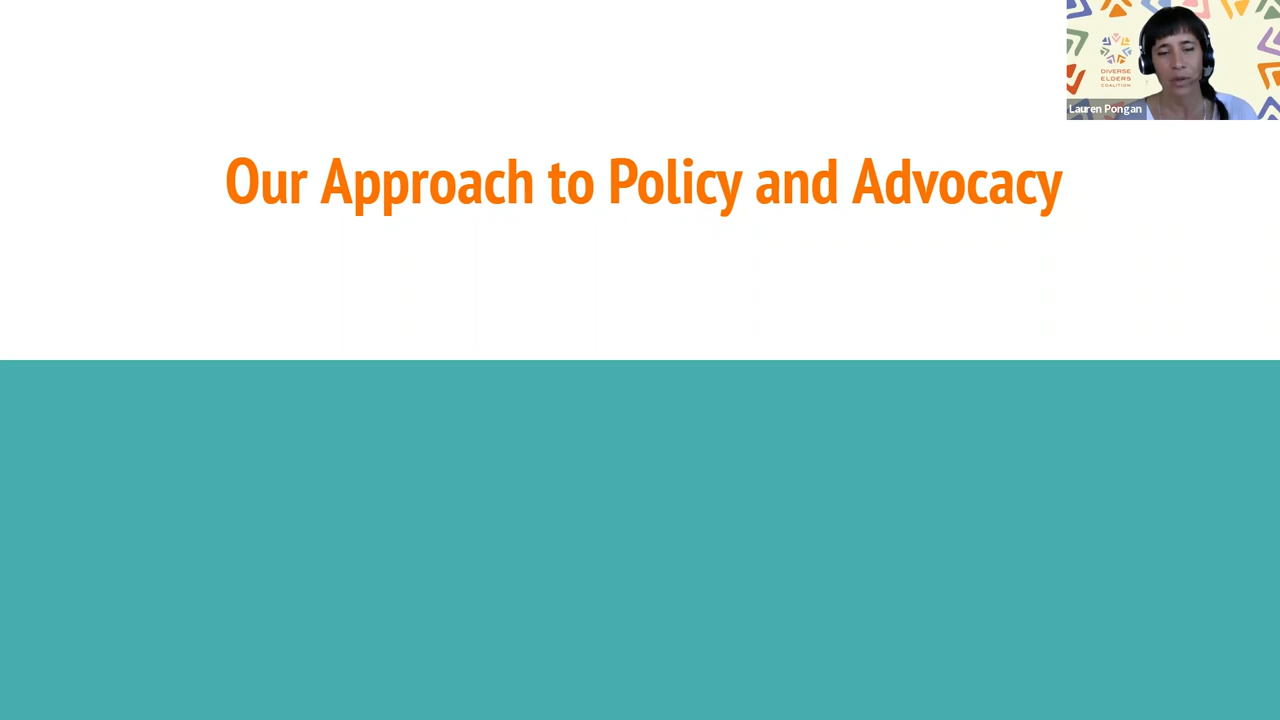 DIVERSE
ELDERS
COALITION
Lauren Pongan
Our Approach to Policy and Advocacy